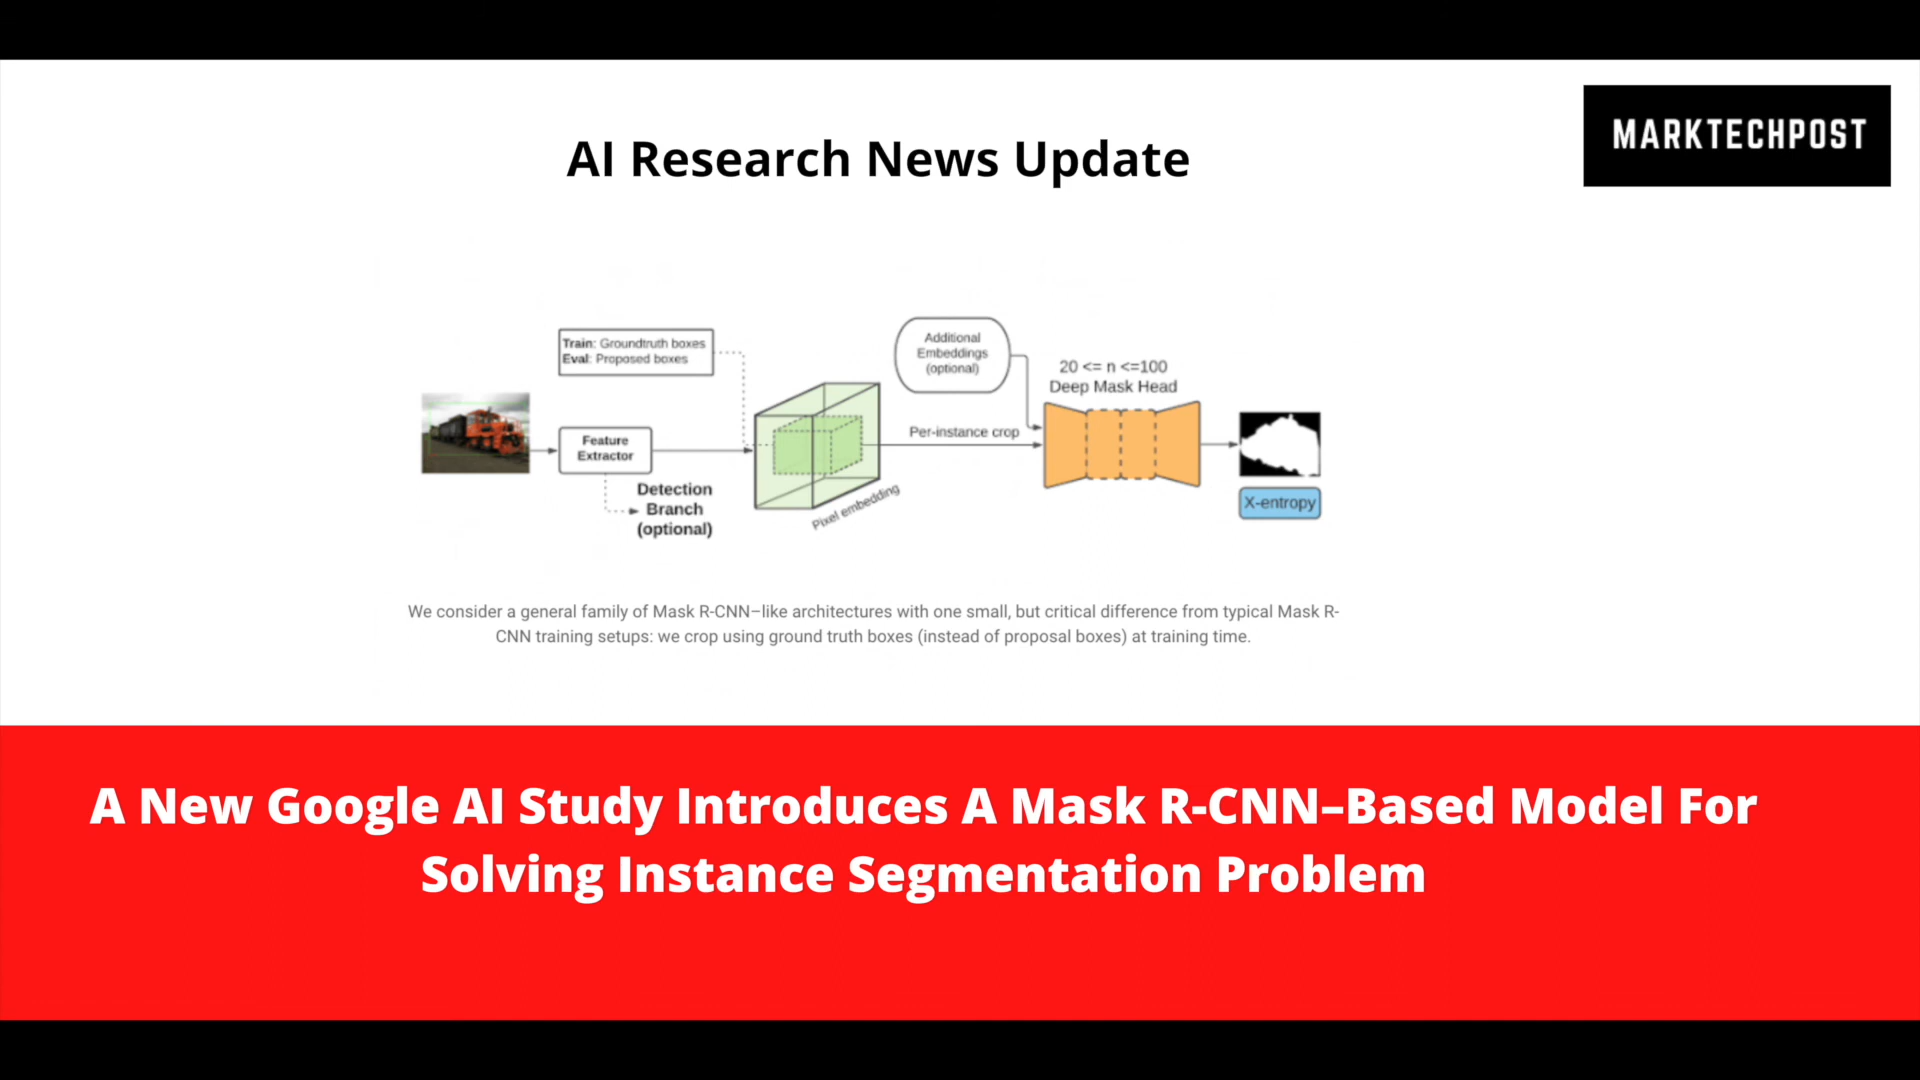 MARKTECHPOST
AI Research News Update
Train: Groundtruth boxes
Eval: Proposed boxes
Additional
Embeddings
(optional)
20 <= n <=100
Deep Mask Head
Feature
Extractor
Per-instance crop
Detection
Branch
(optional)
Pixel embedding
X-entropy
We consider a general family of Mask R-CNN–like architectures with one small, but critical difference from typical Mask R-
CNN training setups: we crop using ground truth boxes (instead of proposal boxes) at training time.
A New Google AI Study Introduces A Mask R-CNN–Based Model For
Solving Instance Segmentation Problem